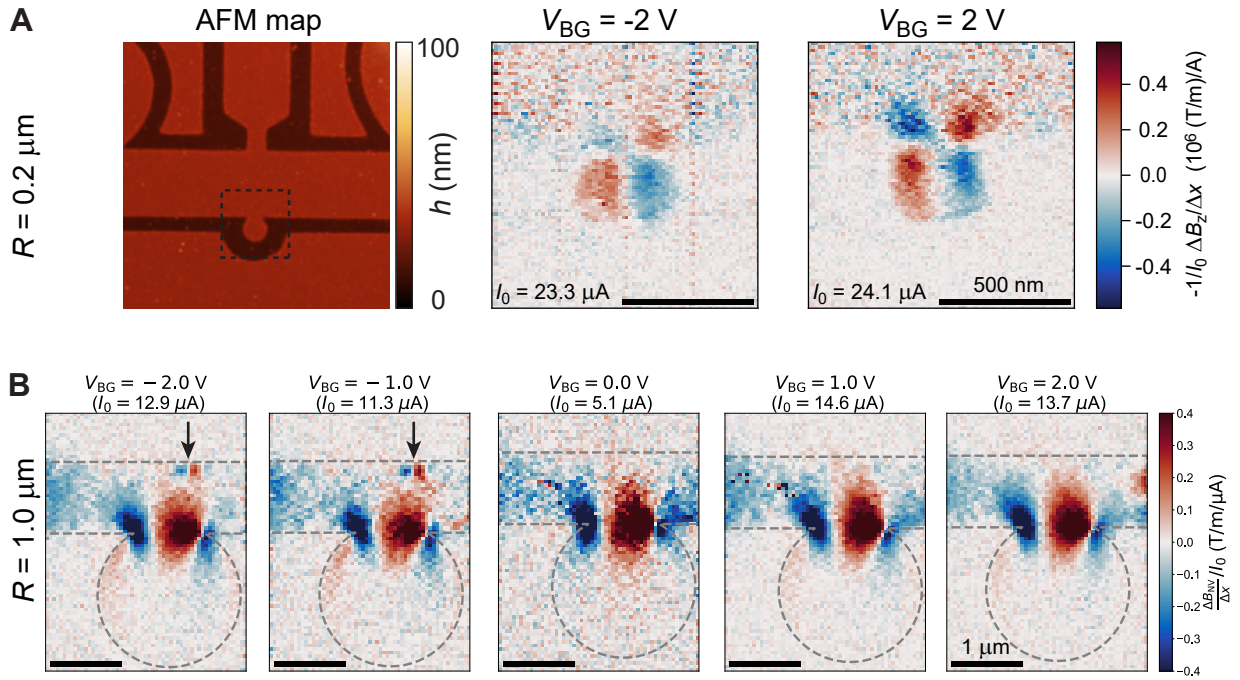 A
AFM map
V_BG = -2 V
V_BG = 2 V
R = 0.2 µm
100
h (nm)
0
I_0 = 23.3 µA
I_0 = 24.1 µA
500 nm
0.4
0.2
0.0
-0.2
-0.4
-1/I_0 ΔB_z/Δx (10^6 (T/m)/A)
B
R = 1.0 µm
V_BG = − 2.0 V
(I_0 = 12.9 µA)
V_BG = − 1.0 V
(I_0 = 11.3 µA)
V_BG = 0.0 V
(I_0 = 5.1 µA)
V_BG = 1.0 V
(I_0 = 14.6 µA)
V_BG = 2.0 V
(I_0 = 13.7 µA)
1 µm
0.4
0.3
0.2
0.1
0.0
−0.1
−0.2
−0.3
−0.4
ΔB_NV/Δx /I_0 (T/m/µA)